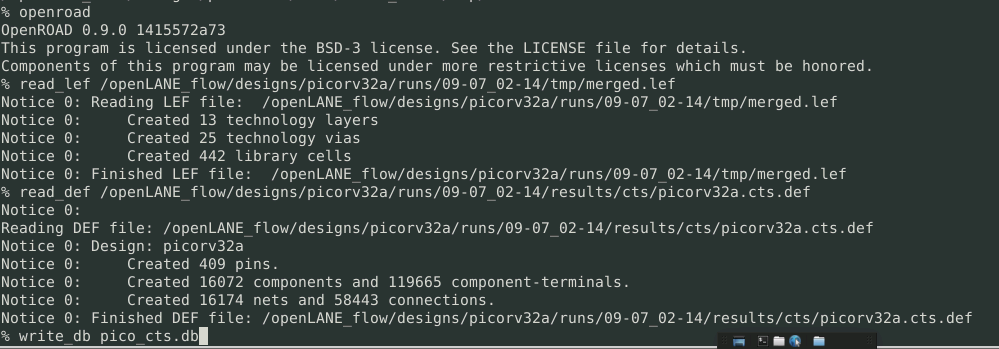 % openroad
OpenROAD 0.9.0 1415572a73
This program is licensed under the BSD-3 license. See the LICENSE file for details.
Components of this program may be licensed under more restrictive licenses which must be honored.
% read_lef /openLANE_flow/designs/picorv32a/runs/09-07_02-14/tmp/merged.lef
Notice 0: Reading LEF file:  /openLANE_flow/designs/picorv32a/runs/09-07_02-14/tmp/merged.lef
Notice 0:     Created 13 technology layers
Notice 0:     Created 25 technology vias
Notice 0:     Created 442 library cells
Notice 0: Finished LEF file:  /openLANE_flow/designs/picorv32a/runs/09-07_02-14/tmp/merged.lef
% read_def /openLANE_flow/designs/picorv32a/runs/09-07_02-14/results/cts/picorv32a.cts.def
Notice 0:
Reading DEF file: /openLANE_flow/designs/picorv32a/runs/09-07_02-14/results/cts/picorv32a.cts.def
Notice 0: Design: picorv32a
Notice 0:     Created 409 pins.
Notice 0:     Created 16072 components and 119665 component-terminals.
Notice 0:     Created 16174 nets and 58443 connections.
Notice 0: Finished DEF file: /openLANE_flow/designs/picorv32a/runs/09-07_02-14/results/cts/picorv32a.cts.def
% write_db pico_cts.db